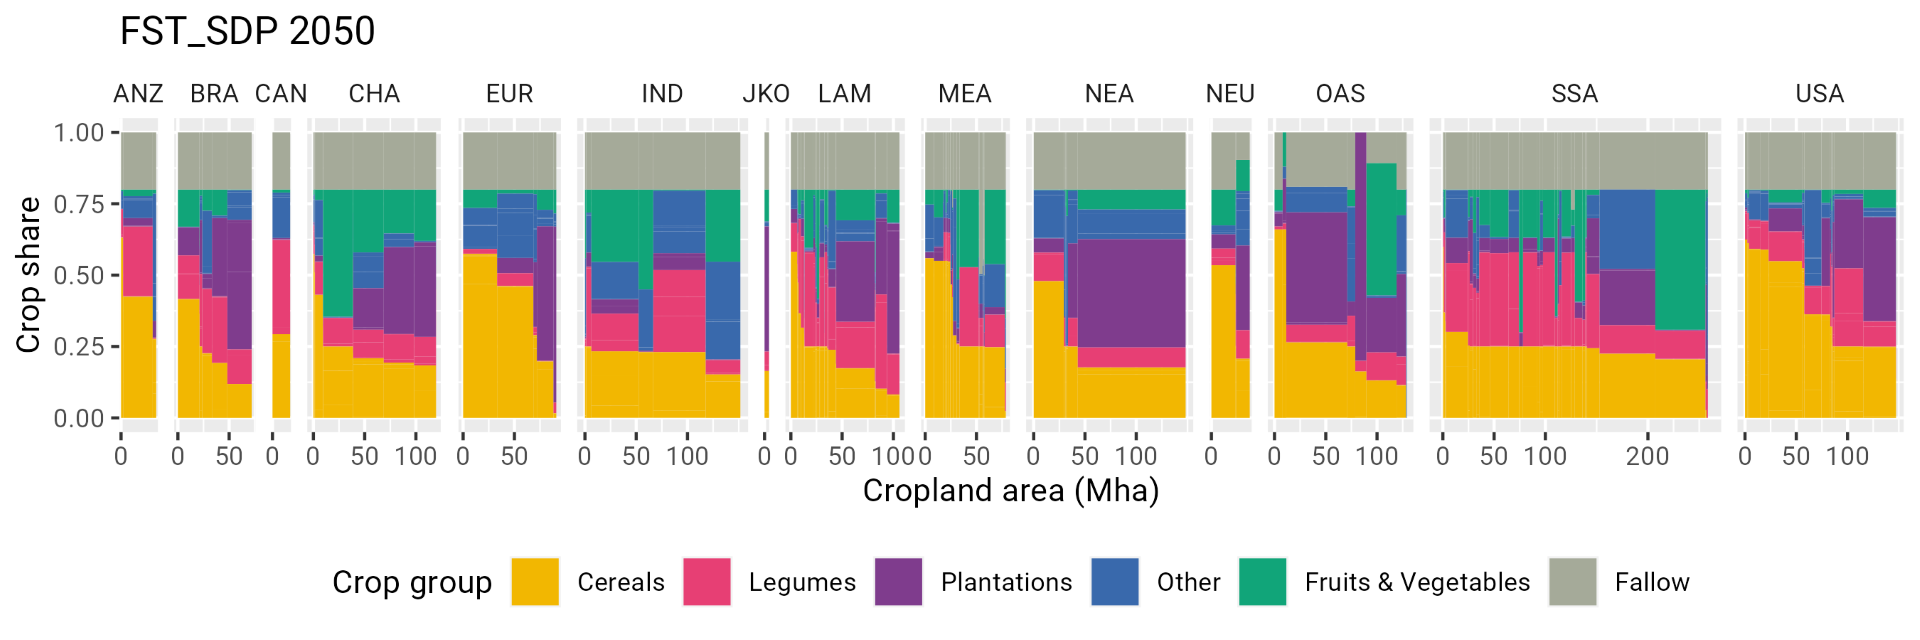 FST_SDP 2050
ANZ BRA CAN CHA EUR IND JKO LAM MEA NEA NEU OAS SSA USA
1.00
0.75
0.50
0.25
0.00
Crop share
0 0 50 0 0 50 100 0 50 0 50 100 0 0 50 100 0 50 0 50 100 0 0 50 100 0 50 100 200 0 50 100
Cropland area (Mha)
Crop group Cereals Legumes Plantations Other Fruits & Vegetables Fallow